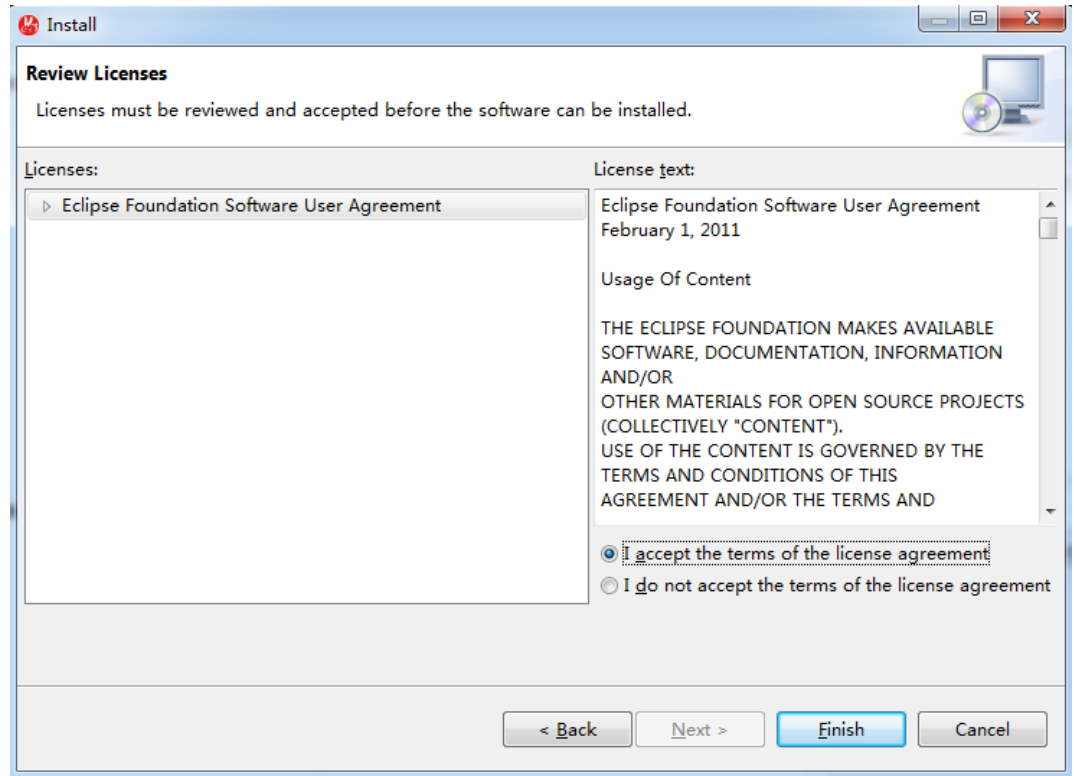 Install
Review Licenses
Licenses must be reviewed and accepted before the software can be installed.
Licenses:
Eclipse Foundation Software User Agreement
License text:
Eclipse Foundation Software User Agreement
February 1, 2011
Usage Of Content
THE ECLIPSE FOUNDATION MAKES AVAILABLE
SOFTWARE, DOCUMENTATION, INFORMATION
AND/OR
OTHER MATERIALS FOR OPEN SOURCE PROJECTS
(COLLECTIVELY "CONTENT").
USE OF THE CONTENT IS GOVERNED BY THE
TERMS AND CONDITIONS OF THIS
AGREEMENT AND/OR THE TERMS AND
I accept the terms of the license agreement
I do not accept the terms of the license agreement
< Back
Next >
Finish
Cancel